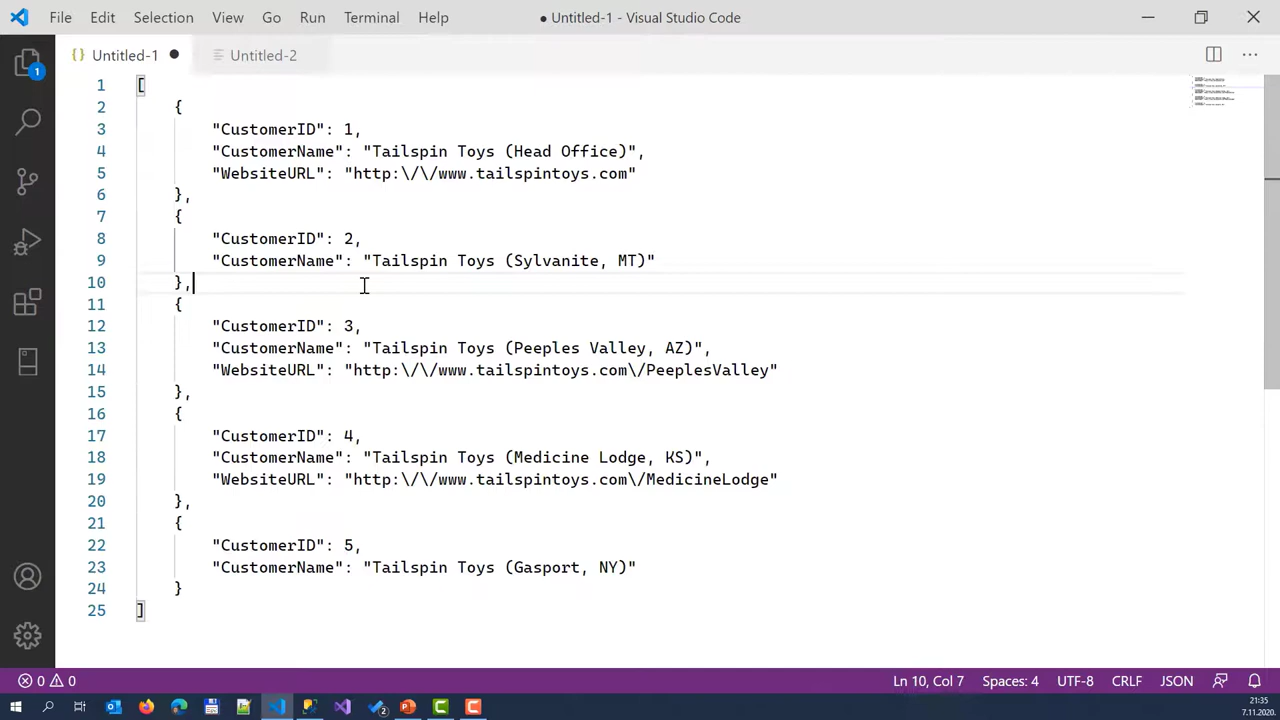 File Edit Selection View Go Run Terminal Help ● Untitled-1 - Visual Studio Code
{} Untitled-1 ● Untitled-2 ...
1 [
2 {
3 "CustomerID": 1,
4 "CustomerName": "Tailspin Toys (Head Office)",
5 "WebsiteURL": "http:\/\/www.tailspintoys.com"
6 },
7 {
8 "CustomerID": 2,
9 "CustomerName": "Tailspin Toys (Sylvanite, MT)"
10 },
11 {
12 "CustomerID": 3,
13 "CustomerName": "Tailspin Toys (Peeples Valley, AZ)",
14 "WebsiteURL": "http:\/\/www.tailspintoys.com\/PeeplesValley"
15 },
16 {
17 "CustomerID": 4,
18 "CustomerName": "Tailspin Toys (Medicine Lodge, KS)",
19 "WebsiteURL": "http:\/\/www.tailspintoys.com\/MedicineLodge"
20 },
21 {
22 "CustomerID": 5,
23 "CustomerName": "Tailspin Toys (Gasport, NY)"
24 }
25 ]
1
0 0 Ln 10, Col 7 Spaces: 4 UTF-8 CRLF JSON
2
21:35
7.11.2020.